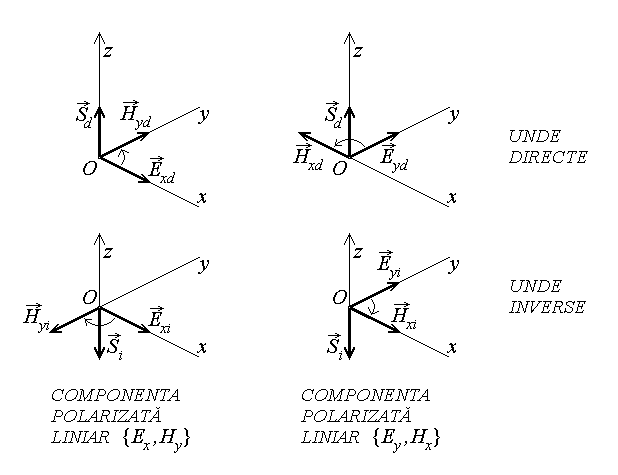 z
S⃗d
H⃗yd
y
O
E⃗xd
x
z
S⃗d
y
H⃗xd
O
E⃗yd
x
UNDE
DIRECTE
z
O
y
H⃗yi
S⃗i
E⃗xi
x
z
E⃗yi
y
O
H⃗xi
S⃗i
x
UNDE
INVERSE
COMPONENTA
POLARIZATĂ
LINIAR {Ex,Hy}
COMPONENTA
POLARIZATĂ
LINIAR {Ey,Hx}